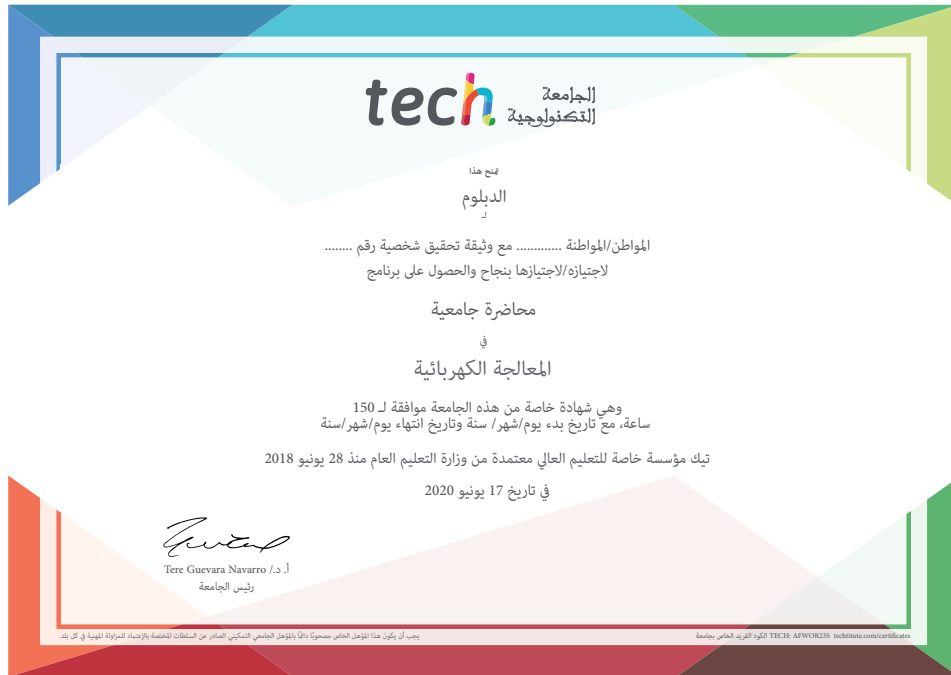 tech الجامعة
التكنولوجية
تمنح هذا
الدبلوم
لـ
المواطن/المواطنة ............. مع وثيقة تحقيق شخصية رقم ........
لاجتيازه/لاجتيازها بنجاح والحصول على برنامج
محاضرة جامعية
في
المعالجة الكهربائية
وهي شهادة خاصة من هذه الجامعة موافقة لـ 150
ساعة، مع تاريخ بدء يوم/شهر/ سنة وتاريخ انتهاء يوم/شهر/سنة
تيك مؤسسة خاصة للتعليم العالي معتمدة من وزارة التعليم العام منذ 28 يونيو 2018
في تاريخ 17 يونيو 2020
أ. د./ Tere Guevara Navarro
رئيس الجامعة
يجب أن يكون هذا المؤهل الخاص مصحوبًا دائمًا بالمؤهل الجامعي التمكيني الصادر عن السلطات المختصة بالإعتماد للمزاولة المهنية في كل بلد.
الكود الفريد الخاص بجامعة TECH: AFWOR23S techtitute.com/certificates